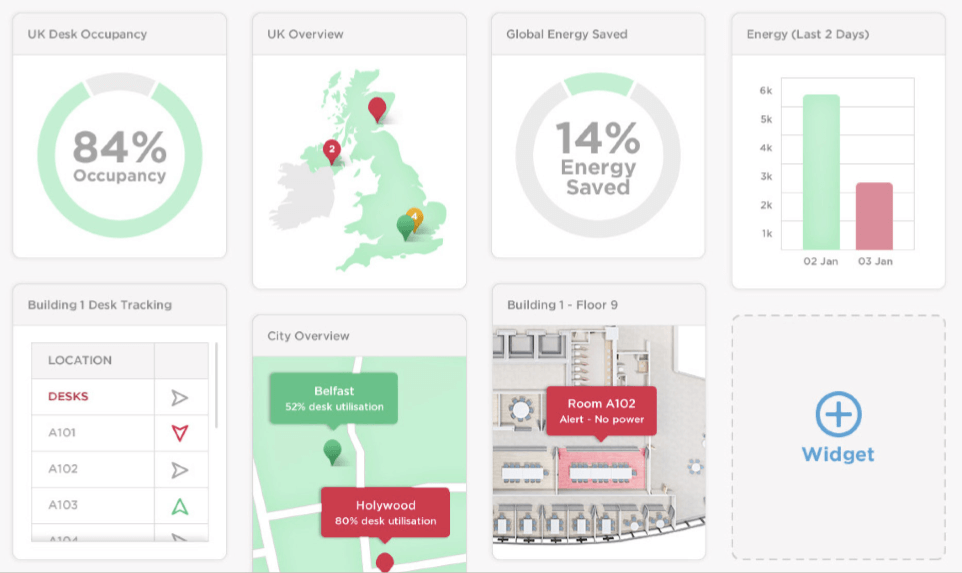 UK Desk Occupancy
84%
Occupancy
UK Overview
2
4
Global Energy Saved
14%
Energy
Saved
Energy (Last 2 Days)
6k
5k
4k
3k
2k
1k
02 Jan
03 Jan
Building 1 Desk Tracking
LOCATION
DESKS
A101
A102
A103
A104
City Overview
Belfast
52% desk utilisation
Holywood
80% desk utilisation
Building 1 - Floor 9
Room A102
Alert - No power
Widget